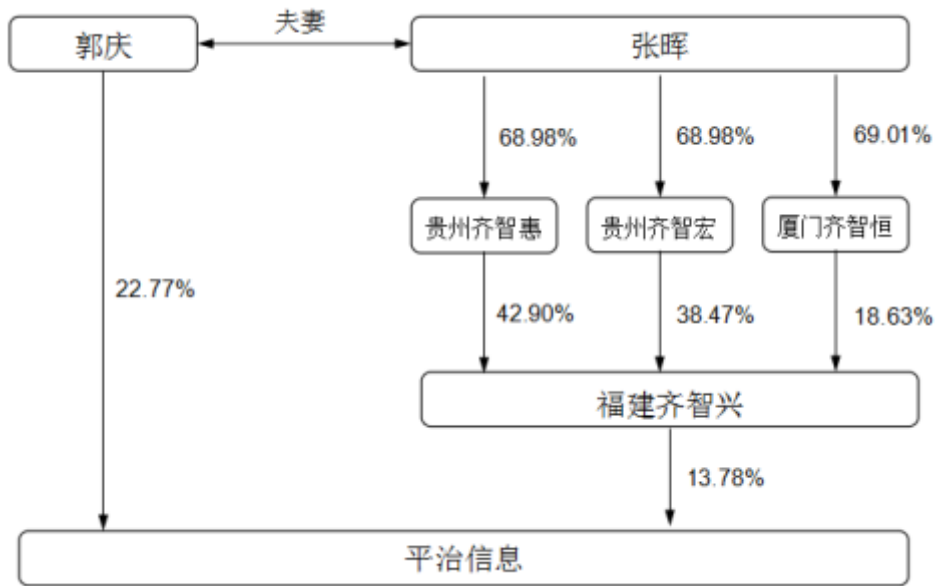 夫妻
郭庆
张晖
68.98%
68.98%
69.01%
贵州齐智惠
贵州齐智宏
厦门齐智恒
22.77%
42.90%
38.47%
18.63%
福建齐智兴
13.78%
平治信息